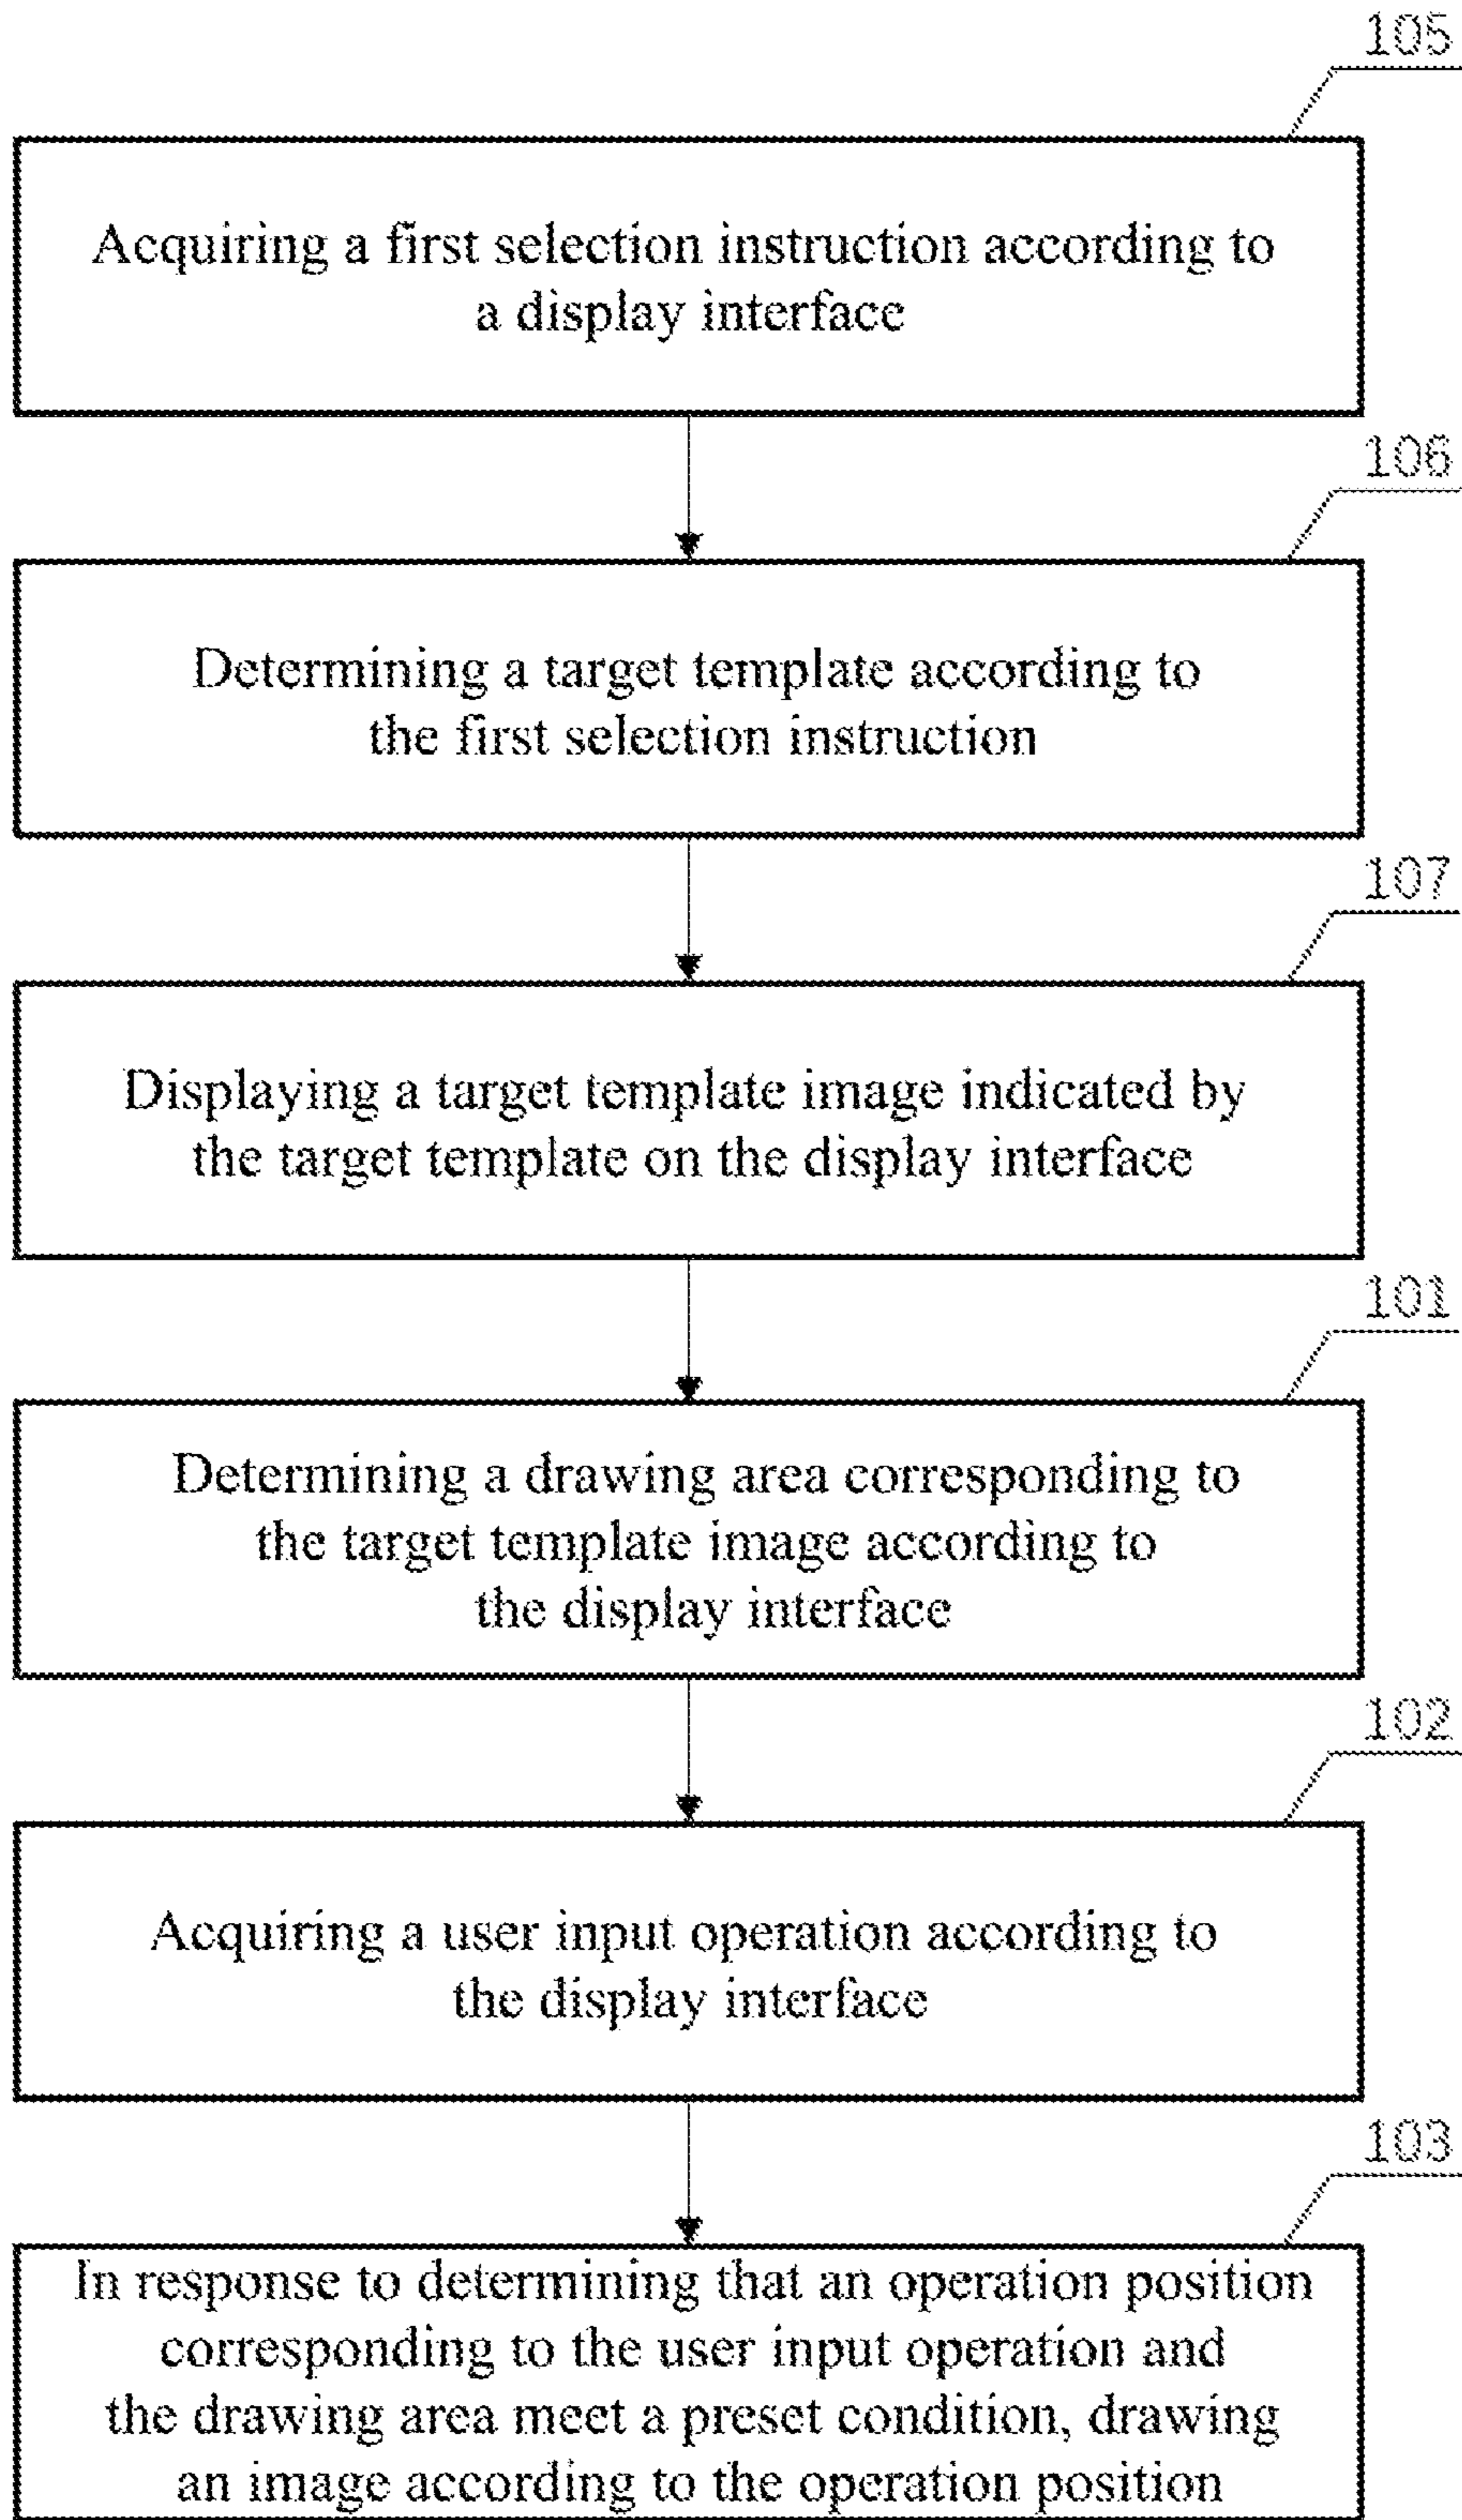 105
Acquiring a first selection instruction according to
a display interface
106
Determining a target template according to
the first selection instruction
107
Displaying a target template image indicated by
the target template on the display interface
101
Determining a drawing area corresponding to
the target template image according to
the display interface
102
Acquiring a user input operation according to
the display interface
103
In response to determining that an operation position
corresponding to the user input operation and
the drawing area meet a preset condition, drawing
an image according to the operation position